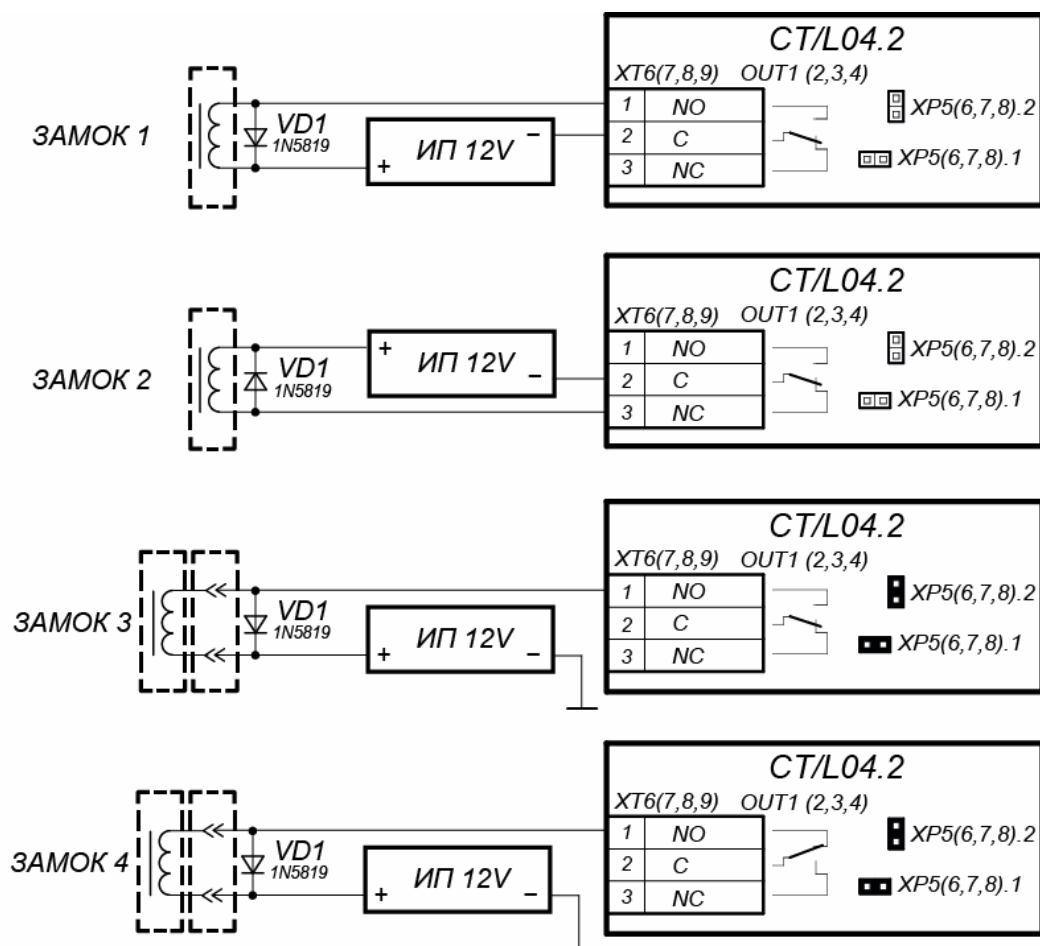 CT/L04.2
XT6(7,8,9) OUT1 (2,3,4)
1 NO
XP5(6,7,8).2
ЗАМОК 1
VD1
1N5819
+ ИП 12V –
2 C
3 NC
XP5(6,7,8).1
CT/L04.2
XT6(7,8,9) OUT1 (2,3,4)
1 NO
XP5(6,7,8).2
ЗАМОК 2
VD1
1N5819
+ ИП 12V –
2 C
3 NC
XP5(6,7,8).1
CT/L04.2
XT6(7,8,9) OUT1 (2,3,4)
1 NO
XP5(6,7,8).2
ЗАМОК 3
VD1
1N5819
+ ИП 12V –
2 C
3 NC
XP5(6,7,8).1
CT/L04.2
XT6(7,8,9) OUT1 (2,3,4)
1 NO
XP5(6,7,8).2
ЗАМОК 4
VD1
1N5819
+ ИП 12V –
2 C
3 NC
XP5(6,7,8).1